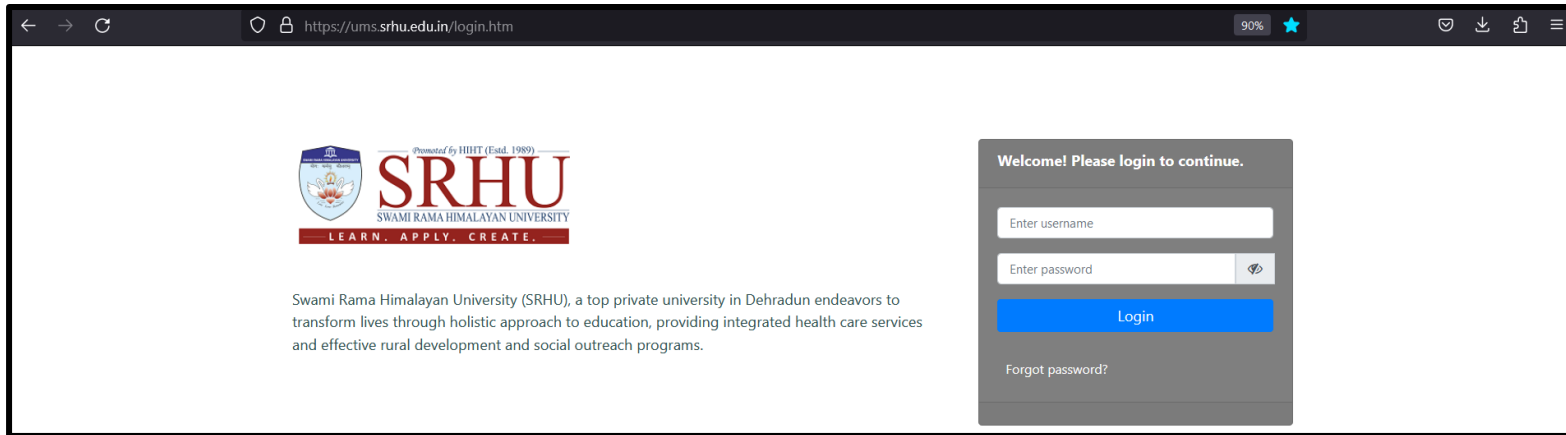 https://ums.srhu.edu.in/login.htm
90%
Promoted by HIHT (Estd. 1989)
SRHU
SWAMI RAMA HIMALAYAN UNIVERSITY
LEARN. APPLY. CREATE.
Swami Rama Himalayan University (SRHU), a top private university in Dehradun endeavors to
transform lives through holistic approach to education, providing integrated health care services
and effective rural development and social outreach programs.
Welcome! Please login to continue.
Enter username
Enter password
Login
Forgot password?